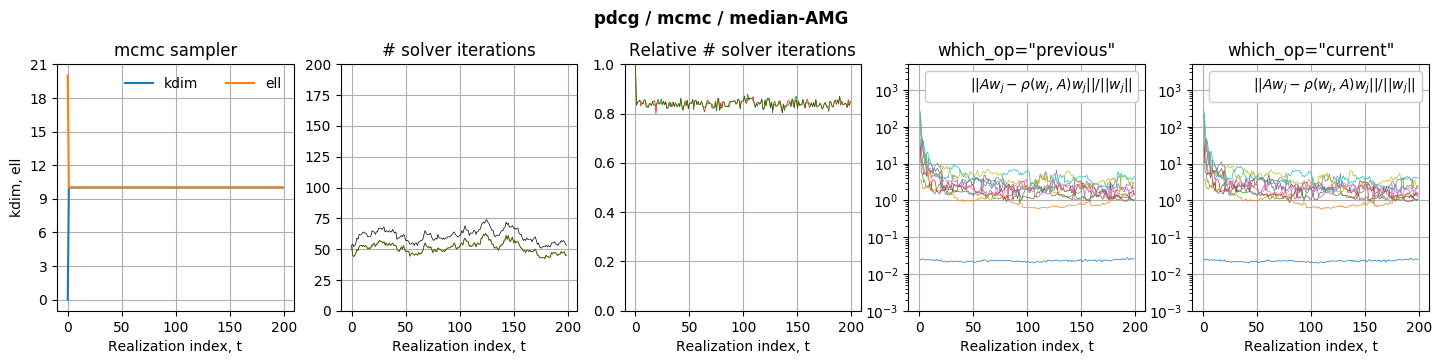 pdcg / mcmc / median-AMG
mcmc sampler
kdim, ell
21
18
15
12
9
6
3
0
kdim
ell
0 50 100 150 200
Realization index, t
# solver iterations
200
175
150
125
100
75
50
25
0
0 50 100 150 200
Realization index, t
Relative # solver iterations
1.0
0.8
0.6
0.4
0.2
0.0
0 50 100 150 200
Realization index, t
which_op="previous"
||Aw_j − ρ(w_j, A)w_j||/||w_j||
10^3
10^2
10^1
10^0
10^−1
10^−2
10^−3
0 50 100 150 200
Realization index, t
which_op="current"
||Aw_j − ρ(w_j, A)w_j||/||w_j||
10^3
10^2
10^1
10^0
10^−1
10^−2
10^−3
0 50 100 150 200
Realization index, t